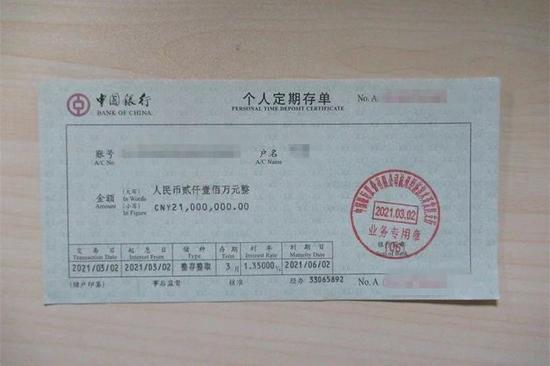 中国银行 个人定期存单 No. A
BANK OF CHINA PERSONAL TIME DEPOSIT CERTIFICATE
账号 户名
A/C No. A/C Name
金额 (大写) 人民币贰仟壹佰万元整
Amount In Words
(小写) CNY21,000,000.00
In Figure
2021.03.02
业务专用章
交易日 起息日 储种 存期 利率 到期日
Transaction Date Interest From Type Term Interest Rate Maturity Date
2021/03/02 2021/03/02 整存整取 3月 1.35000% 2021/06/02
(储户印鉴) 事后监督 核准 经办 33065892 No. A